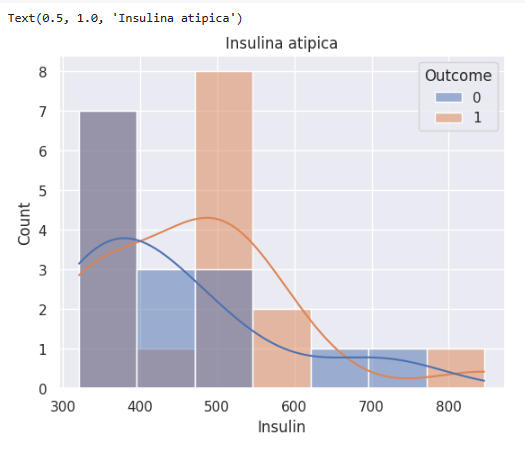 Text(0.5, 1.0, 'Insulina atipica')
Insulina atipica
Outcome
0
1
8
7
6
5
4
3
2
1
0
Count
300 400 500 600 700 800
Insulin